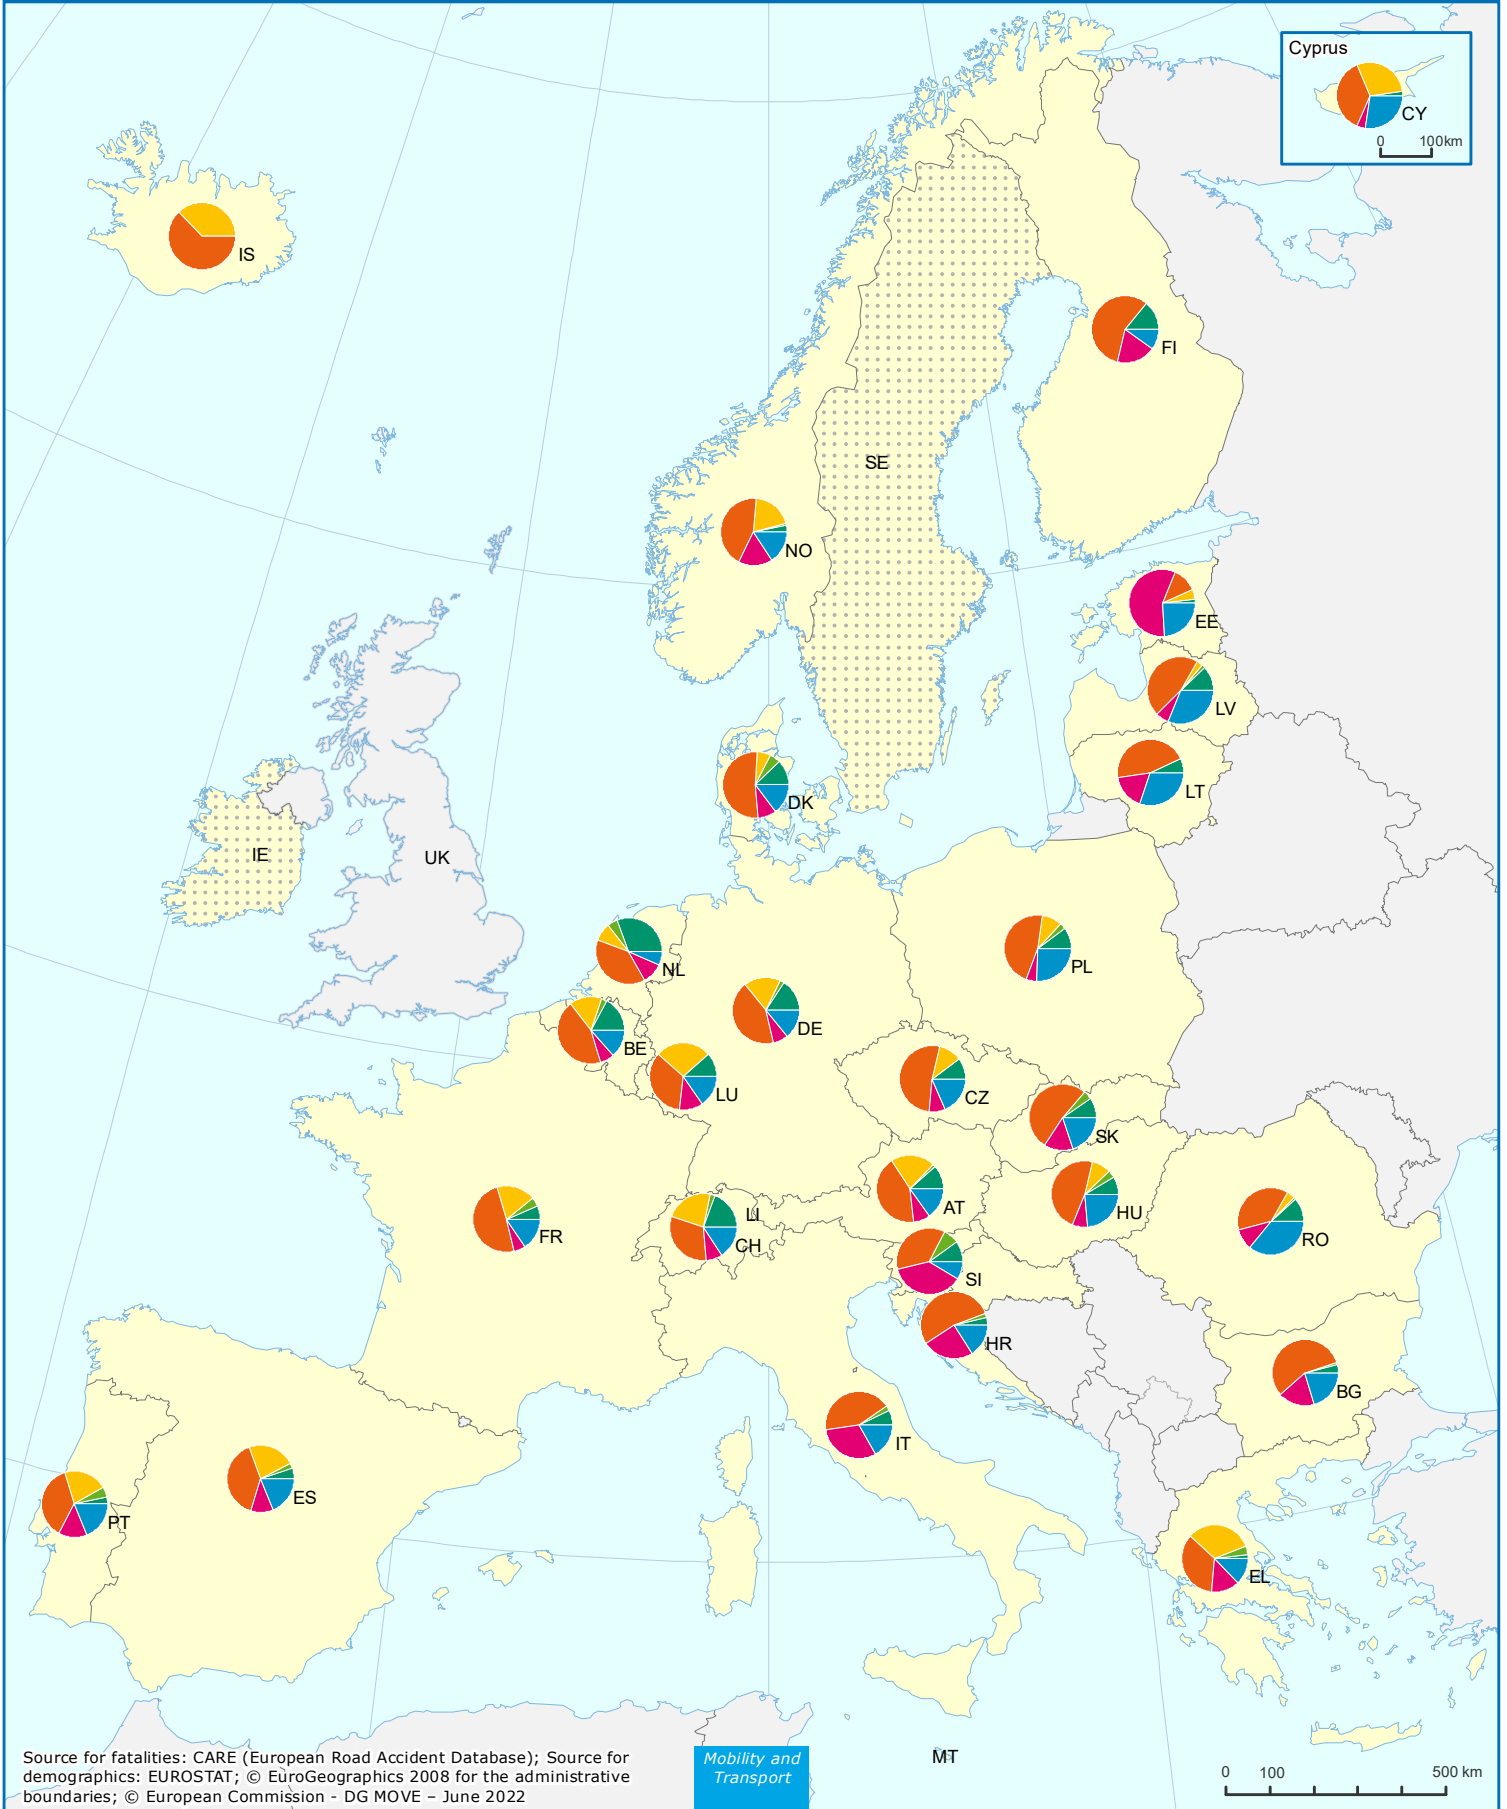 Cyprus
CY
0 100km
IS
FI
SE
NO
EE
LV
LT
DK
IE
UK
NL
PL
DE
BE
LU
CZ
SK
AT
HU
LI
CH
FR
RO
SI
HR
BG
IT
ES
PT
EL
MT
Source for fatalities: CARE (European Road Accident Database); Source for
demographics: EUROSTAT; © EuroGeographics 2008 for the administrative
boundaries; © European Commission - DG MOVE – June 2022
Mobility and
Transport
0 100 500 km